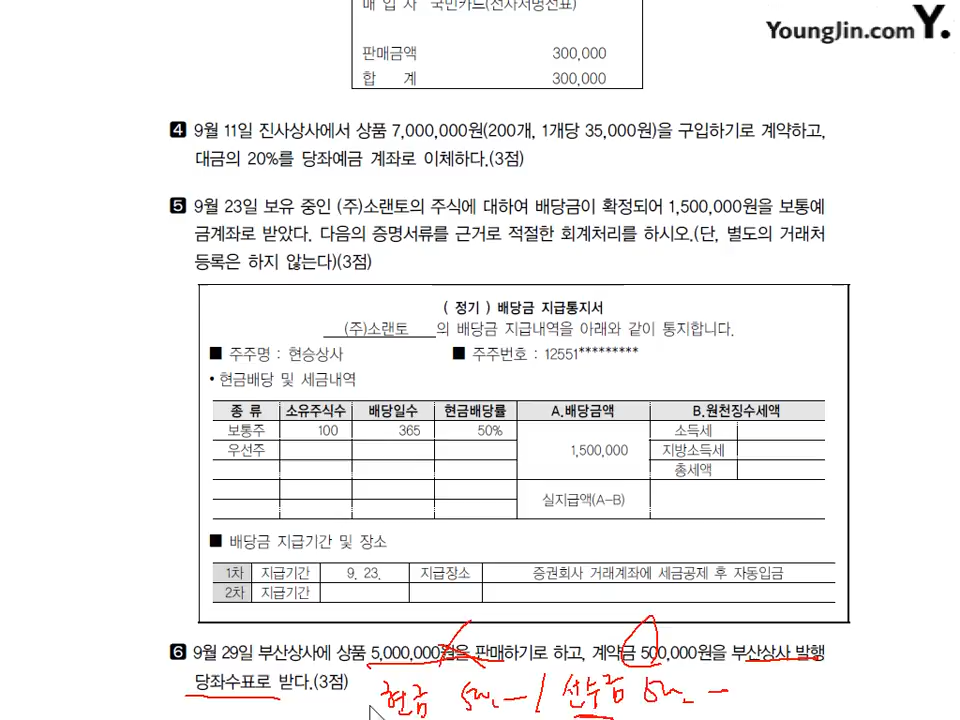 매 입 자 국민카드(전자서명전표)
YoungJin.com Y.
판매금액 300,000
합 계 300,000
4 9월 11일 진사상사에서 상품 7,000,000원(200개, 1개당 35,000원)을 구입하기로 계약하고,
대금의 20%를 당좌예금 계좌로 이체하다.(3점)
5 9월 23일 보유 중인 (주)소랜토의 주식에 대하여 배당금이 확정되어 1,500,000원을 보통예
금계좌로 받았다. 다음의 증명서류를 근거로 적절한 회계처리를 하시오.(단, 별도의 거래처
등록은 하지 않는다)(3점)
( 정기 ) 배당금 지급통지서
(주)소랜토 의 배당금 지급내역을 아래와 같이 통지합니다.
■ 주주명 : 현승상사 ■ 주주번호 : 12551*********
• 현금배당 및 세금내역
종 류 소유주식수 배당일수 현금배당률 A.배당금액 B.원천징수세액
보통주 100 365 50% 소득세
우선주 1,500,000 지방소득세
총세액
실지급액(A-B)
■ 배당금 지급기간 및 장소
1차 지급기간 9. 23. 지급장소 증권회사 거래계좌에 세금공제 후 자동입금
2차 지급기간
6 9월 29일 부산상사에 상품 5,000,000원을 판매하기로 하고, 계약금 500,000원을 부산상사 발행
당좌수표로 받다.(3점)
현금 / 선수금